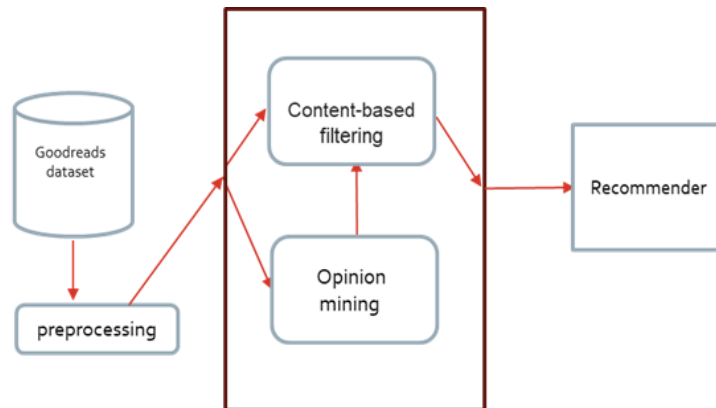 Goodreads
dataset
preprocessing
Content-based
filtering
Opinion
mining
Recommender